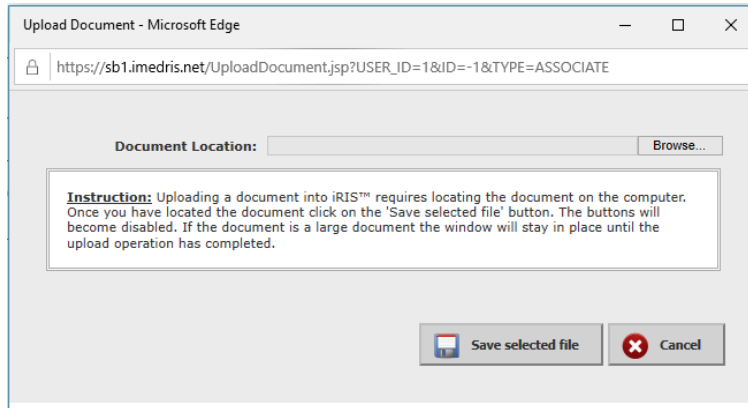 Upload Document - Microsoft Edge
https://sb1.imedris.net/UploadDocument.jsp?USER_ID=1&ID=-1&TYPE=ASSOCIATE
Document Location: Browse...
Instruction: Uploading a document into iRIS™ requires locating the document on the computer.
Once you have located the document click on the 'Save selected file' button. The buttons will
become disabled. If the document is a large document the window will stay in place until the
upload operation has completed.
Save selected file Cancel